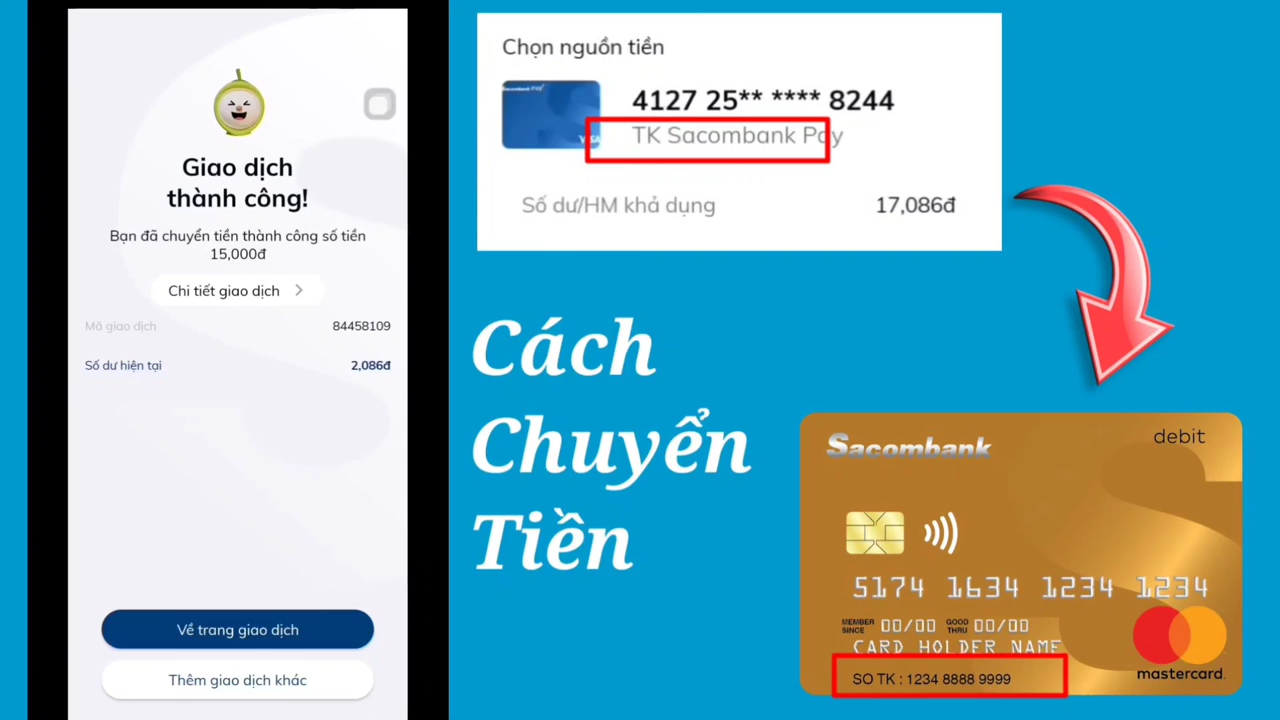 Giao dịch
thành công!
Bạn đã chuyển tiền thành công số tiền
15,000đ
Chi tiết giao dịch
Mã giao dịch 84458109
Số dư hiện tại 2,086đ
Về trang giao dịch
Thêm giao dịch khác
Chọn nguồn tiền
Sacombank Pay
VISA
4127 25** **** 8244
TK Sacombank Pay
Số dư/HM khả dụng 17,086đ
Cách
Chuyển
Tiền
Sacombank debit
5174 1634 1234 1234
MEMBER SINCE 00/00 GOOD THRU 00/00
CARD HOLDER NAME
SO TK : 1234 8888 9999
mastercard.